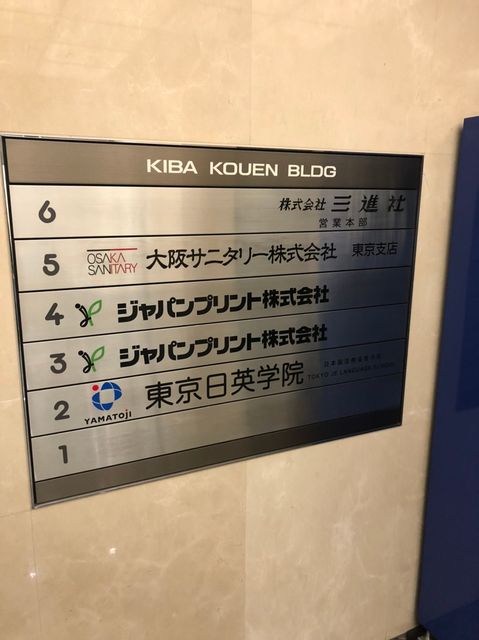 KIBA KOUEN BLDG
6 株式会社 三進社
営業本部
5 OSAKA SANITARY 大阪サニタリー株式会社 東京支店
4 ジャパンプリント株式会社
3 ジャパンプリント株式会社
2 YAMATOJI 東京日英学院
TOKYO JE LANGUAGE SCHOOL
1